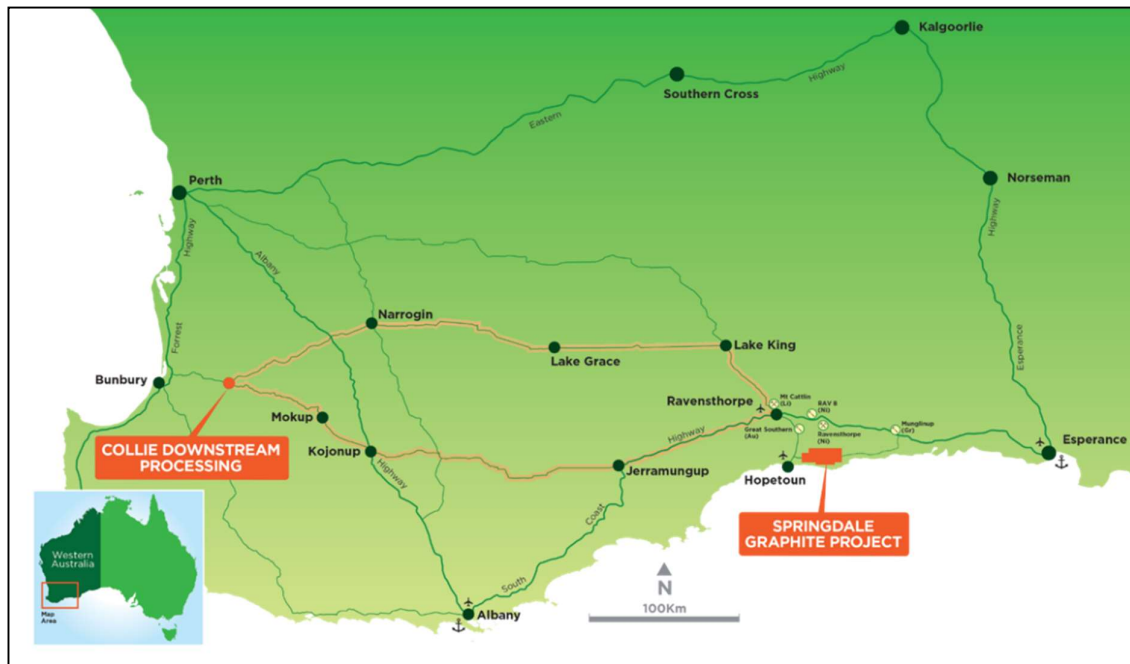 Kalgoorlie
Southern Cross
Highway
Eastern
Perth
Norseman
Highway
Highway
Albany
Narrogin
Forrest
Esperance
Lake Grace
Lake King
Bunbury
Mt Cattlin
(Li)
RAV 8
(Ni)
Ravensthorpe
Mokup
Great Southern
(Au)
Ravensthorpe
(Ni)
Munglinup
(Gr)
COLLIE DOWNSTREAM
PROCESSING
Kojonup
Highway
Highway
Esperance
Jerramungup
Hopetoun
Coast
SPRINGDALE
GRAPHITE PROJECT
Western
Australia
Map
Area
South
N
100Km
Albany